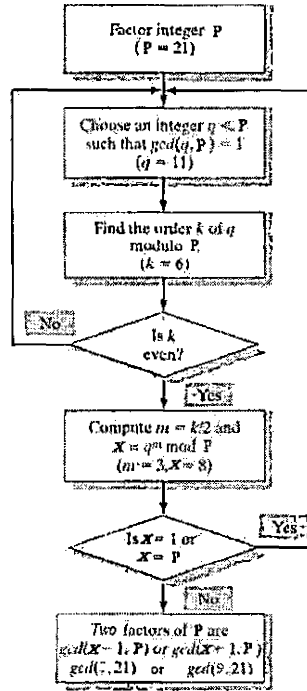 Factor integer P
(P = 21)
Choose an integer q < P
such that gcd(q, P) = 1
(q = 11)
Find the order k of q
modulo P,
(k = 6)
No
Is k
even?
Yes
Compute m = k/2 and
X = q^m mod P
(m = 3, X = 8)
Yes
Is X = 1 or
X = P
No
Two factors of P are
gcd(X − 1, P) or gcd(X + 1, P)
gcd(7, 21) or gcd(9, 21)